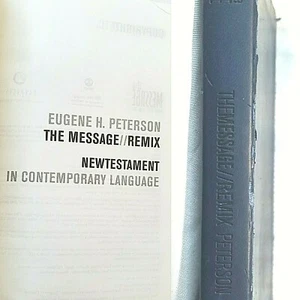 EUGENE H. PETERSON
THE MESSAGE//REMIX
NEWTESTAMENT
IN CONTEMPORARY LANGUAGE
THEMESSAGE//REMIX PETERSON